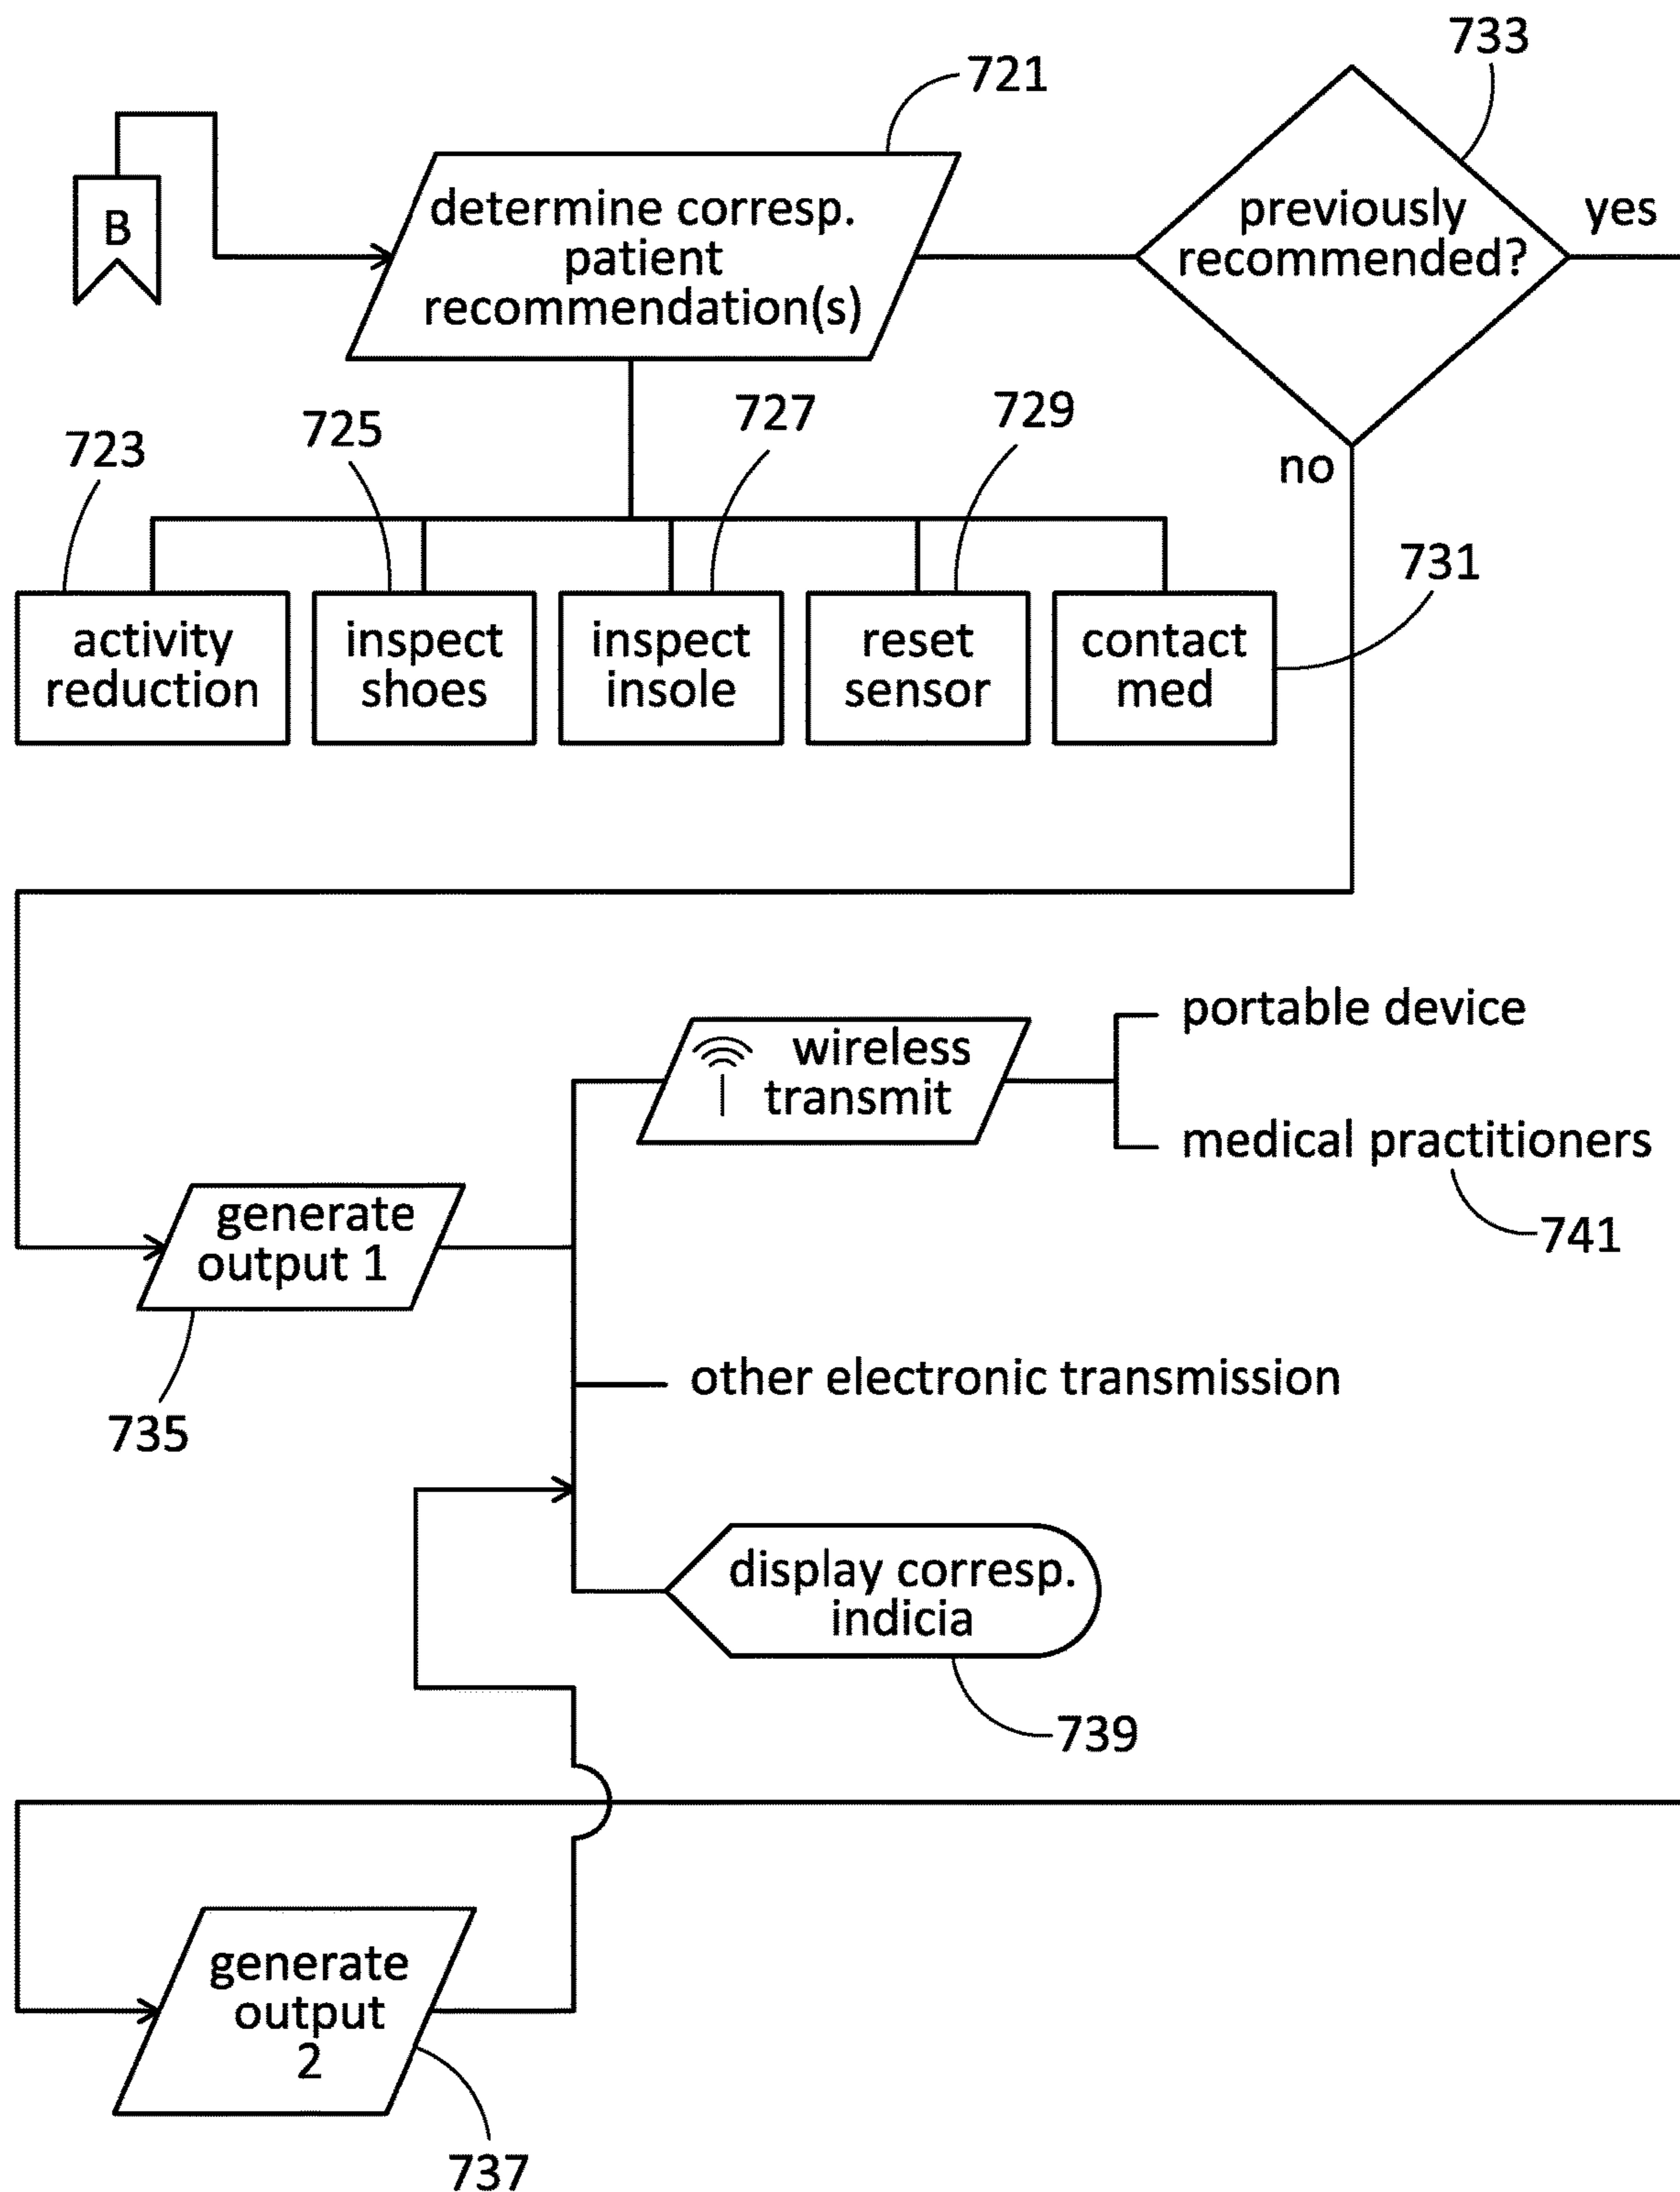 733
721
B
determine corresp.
patient
recommendation(s)
previously
recommended?
yes
no
723
725
727
729
731
activity
reduction
inspect
shoes
inspect
insole
reset
sensor
contact
med
wireless
transmit
portable device
medical practitioners
741
generate
output 1
735
other electronic transmission
display corresp.
indicia
739
generate
output
2
737